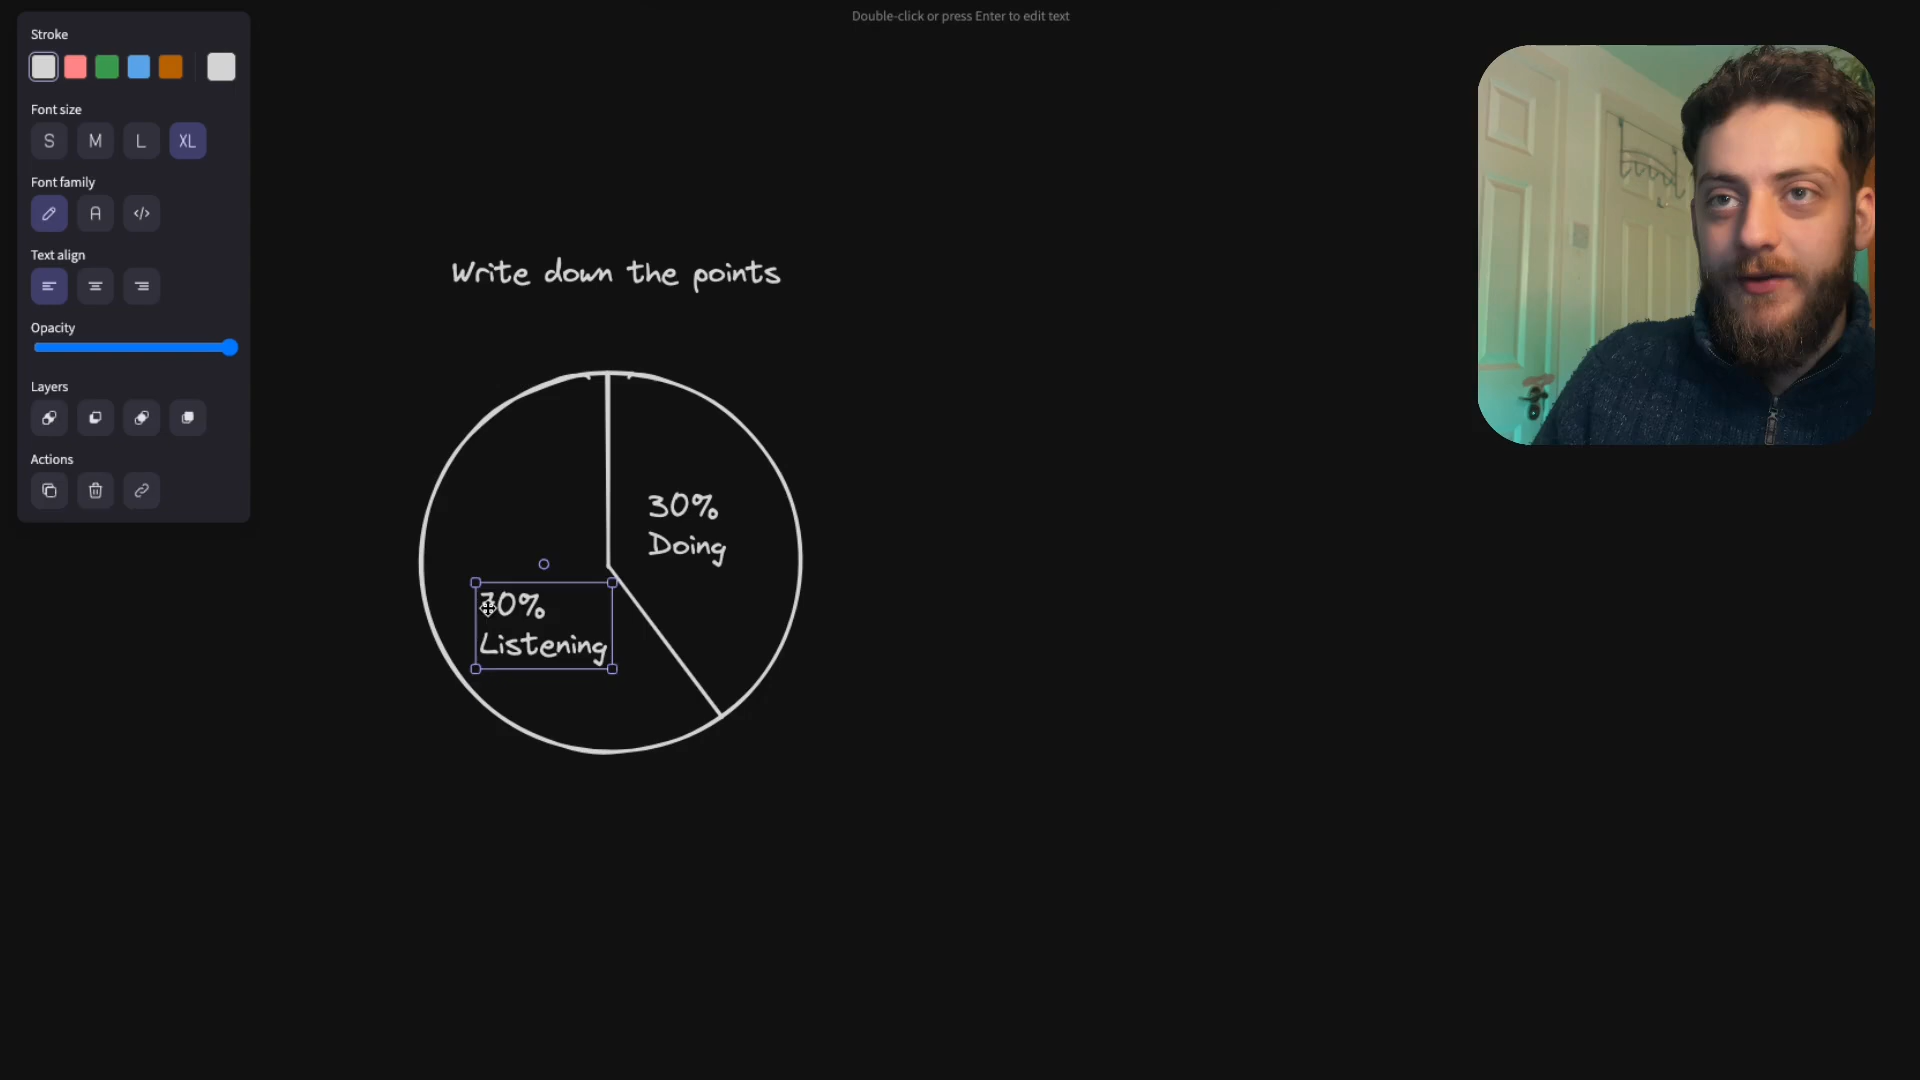 Double-click or press Enter to edit text
Stroke
Font size
S M L XL
Font family
A </>
Text align
Opacity
Layers
Actions
Write down the points
30%
Doing
30%
Listening